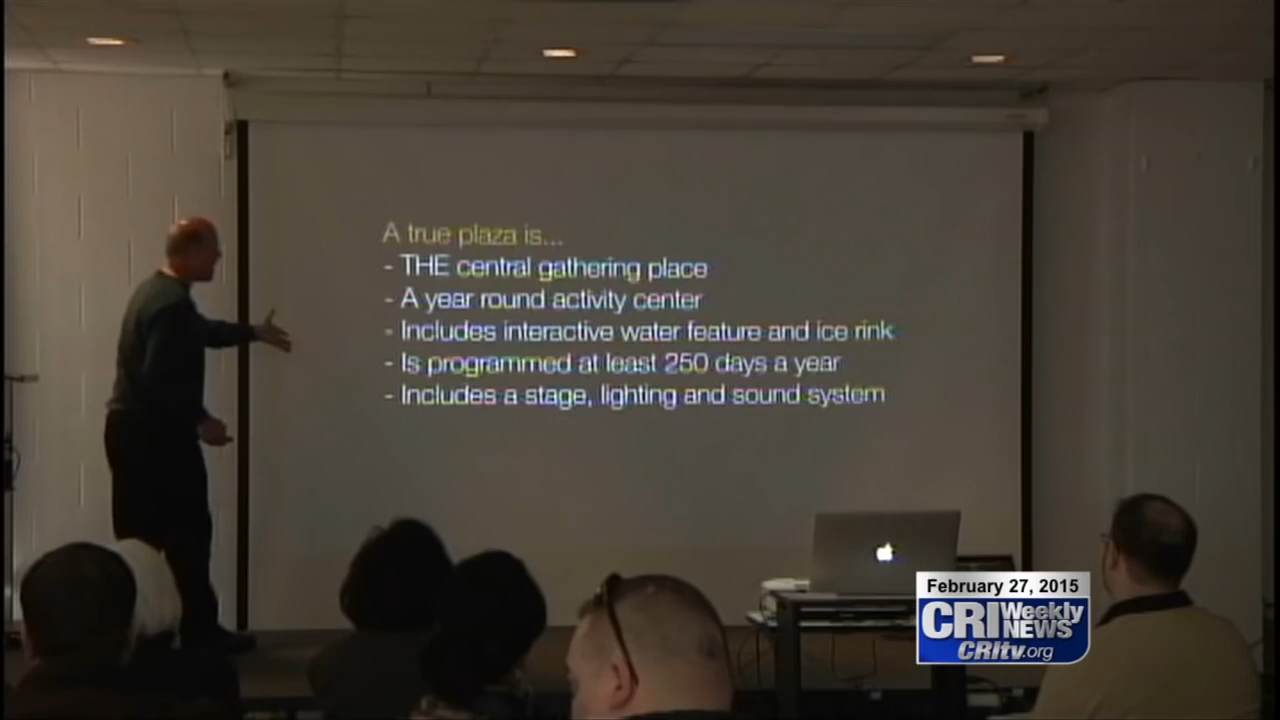 A true plaza is...
- THE central gathering place
- A year round activity center
- Includes interactive water feature and ice rink
- Is programmed at least 250 days a year
- Includes a stage, lighting and sound system
February 27, 2015
CRI Weekly NEWS
CRItv.org